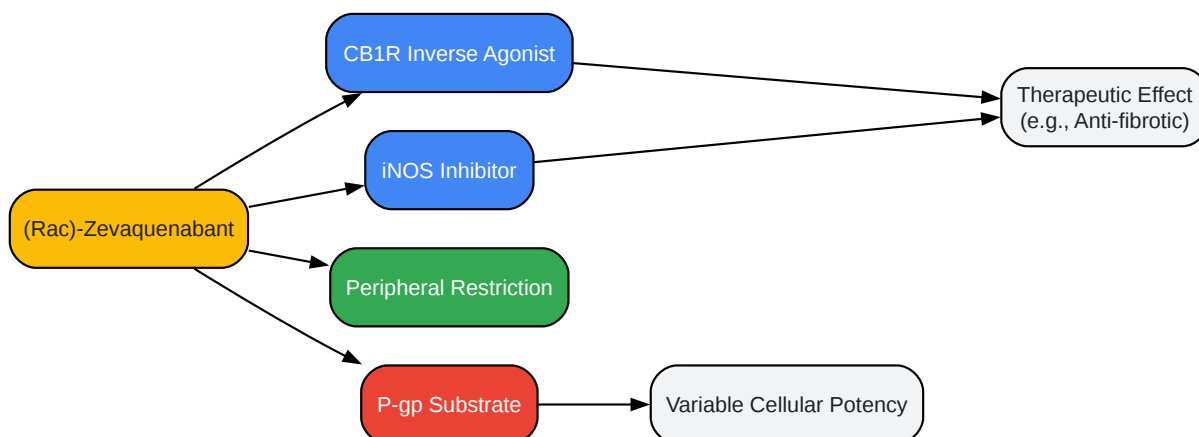 CB1R Inverse Agonist
Therapeutic Effect
(e.g., Anti-fibrotic)
iNOS Inhibitor
(Rac)-Zevaquenabant
Peripheral Restriction
P-gp Substrate
Variable Cellular Potency